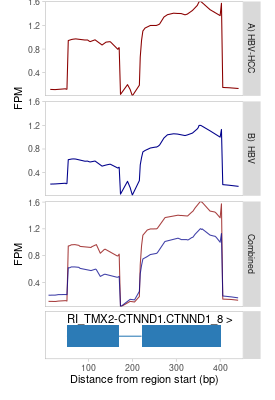 1.6
1.2
0.8
0.4
FPM
A) HBV-HCC
1.6
1.2
0.8
0.4
B) HBV
1.6
1.2
0.8
0.4
FPM
Combined
RI_TMX2-CTNND1.CTNND1_8 >
100 200 300 400
Distance from region start (bp)